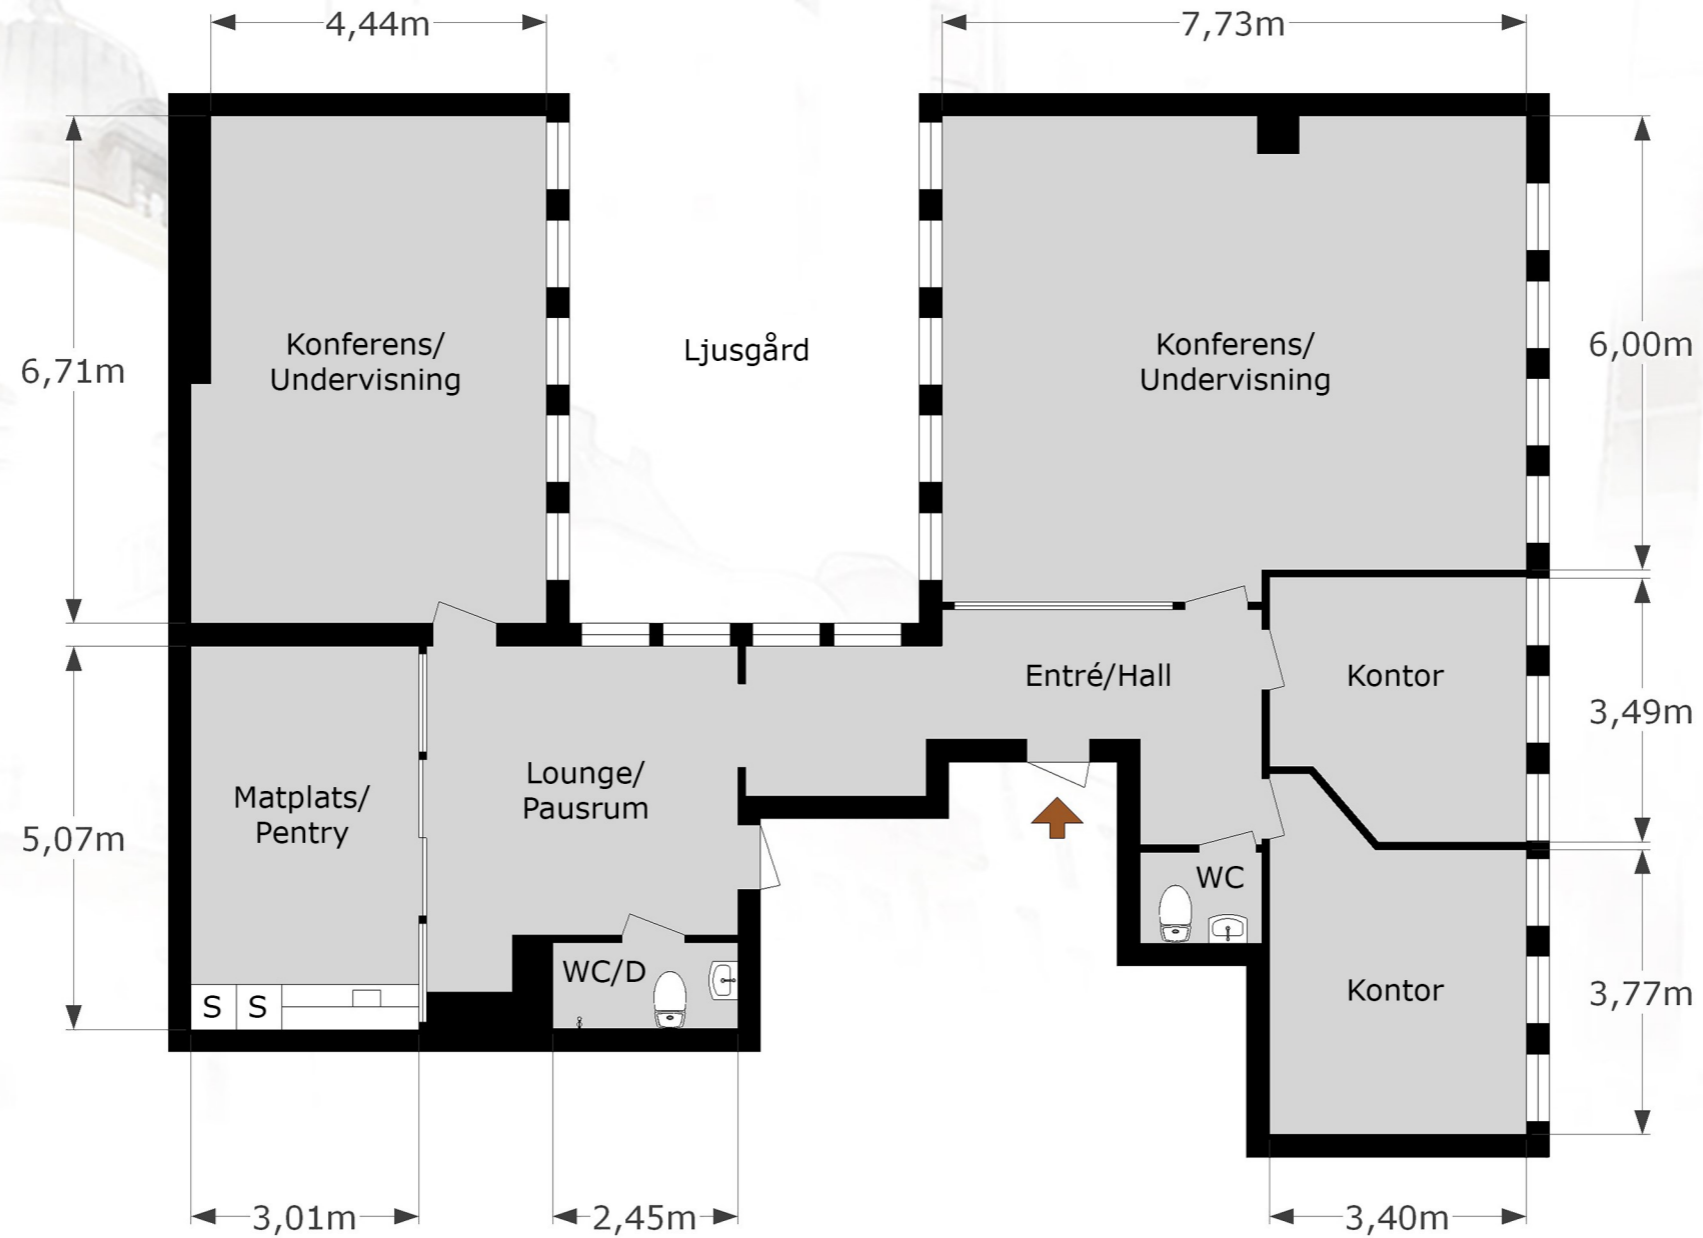 4,44m
7,73m
Konferens/
Undervisning
Ljusgård
Konferens/
Undervisning
6,71m
6,00m
Entré/Hall
Kontor
3,49m
Lounge/
Pausrum
Matplats/
Pentry
5,07m
WC
WC/D
Kontor
3,77m
S
S
3,01m
2,45m
3,40m